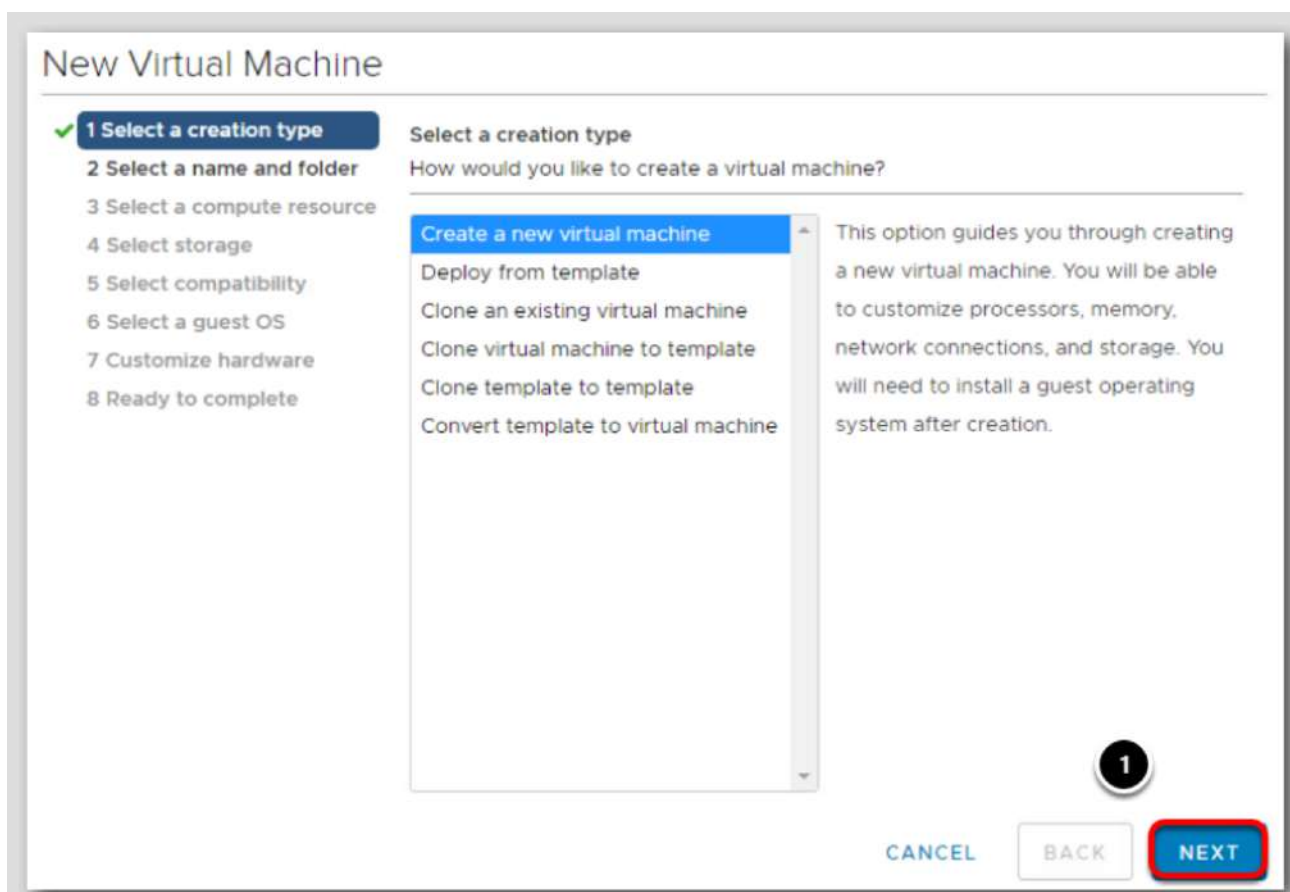 New Virtual Machine
1 Select a creation type
2 Select a name and folder
3 Select a compute resource
4 Select storage
5 Select compatibility
6 Select a guest OS
7 Customize hardware
8 Ready to complete
Select a creation type
How would you like to create a virtual machine?
Create a new virtual machine
Deploy from template
Clone an existing virtual machine
Clone virtual machine to template
Clone template to template
Convert template to virtual machine
This option guides you through creating
a new virtual machine. You will be able
to customize processors, memory,
network connections, and storage. You
will need to install a guest operating
system after creation.
1
CANCEL
BACK
NEXT